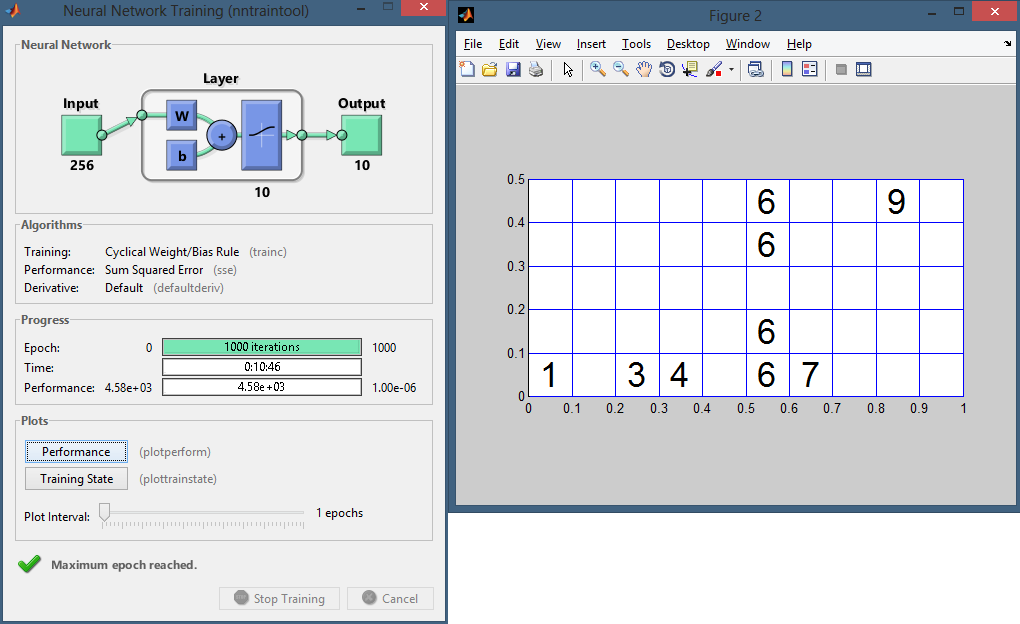 Neural Network Training (nntraintool)
Neural Network
Layer
Input
Output
W
+
b
256
10
10
Algorithms
Training: Cyclical Weight/Bias Rule (trainc)
Performance: Sum Squared Error (sse)
Derivative: Default (defaultderiv)
Progress
Epoch: 0 1000 iterations 1000
Time: 0:10:46
Performance: 4.58e+03 4.58e+03 1.00e-06
Plots
Performance (plotperform)
Training State (plottrainstate)
Plot Interval: 1 epochs
Maximum epoch reached.
Stop Training Cancel
Figure 2
File Edit View Insert Tools Desktop Window Help
0.5
6 9
0.4
6
0.3
0.2
6
0.1
1 3 4 6 7
0
0 0.1 0.2 0.3 0.4 0.5 0.6 0.7 0.8 0.9 1